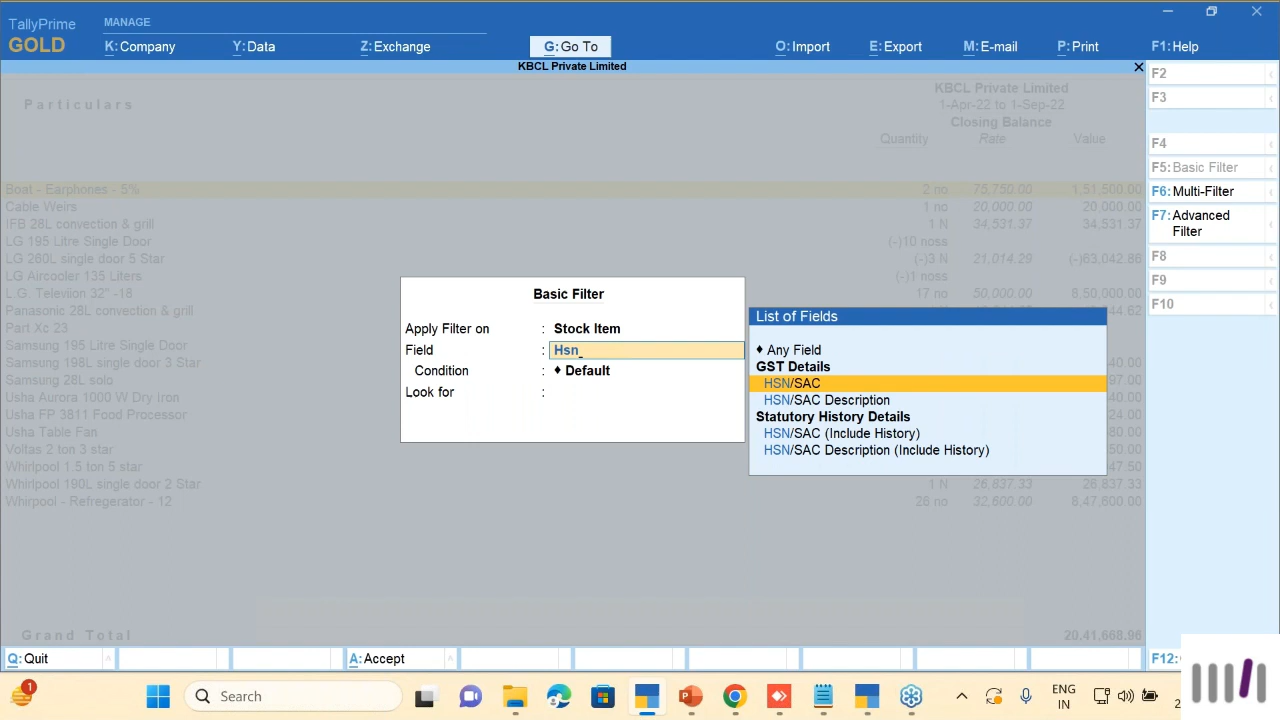 TallyPrime
GOLD
MANAGE
K:Company
Y:Data
Z:Exchange
G:Go To
O:Import
E:Export
M:E-mail
P:Print
F1:Help
KBCL Private Limited
Particulars
KBCL Private Limited
1-Apr-22 to 1-Sep-22
Closing Balance
Quantity Rate Value
Boat - Earphones - 5% 2 no 75,750.00 1,51,500.00
Cable Weirs 1 no 20,000.00 20,000.00
IFB 28L convection & grill 1 N 34,531.37 34,531.37
LG 195 Litre Single Door (-)10 noss
LG 260L single door 5 Star (-)3 N 21,014.29 (-)63,042.86
LG Aircooler 135 Liters (-)1 noss
L.G. Televtion 32" -18 17 no 50,000.00 8,50,000.00
Panasonic 28L convection & grill
Part Xc 23
Samsung 195 Litre Single Door
Samsung 198L single door 3 Star
Samsung 28L solo
Usha Aurora 1000 W Dry Iron
Usha FP 3811 Food Processor
Usha Table Fan
Voltas 2 ton 3 star
Whirlpool 1.5 ton 5 star
Whirlpool 190L single door 2 Star 1 N 26,837.33 26,837.33
Whirpool - Refregerator - 12 26 no 32,600.00 8,47,600.00
Grand Total 20,41,668.96
Basic Filter
Apply Filter on : Stock Item
Field : Hsn
Condition : ♦ Default
Look for :
List of Fields
♦ Any Field
GST Details
HSN/SAC
HSN/SAC Description
Statutory History Details
HSN/SAC (Include History)
HSN/SAC Description (Include History)
F2
F3
F4
F5:Basic Filter
F6:Multi-Filter
F7:Advanced
Filter
F8
F9
F10
F12:
Q:Quit
A:Accept
1
Search
ENG
IN